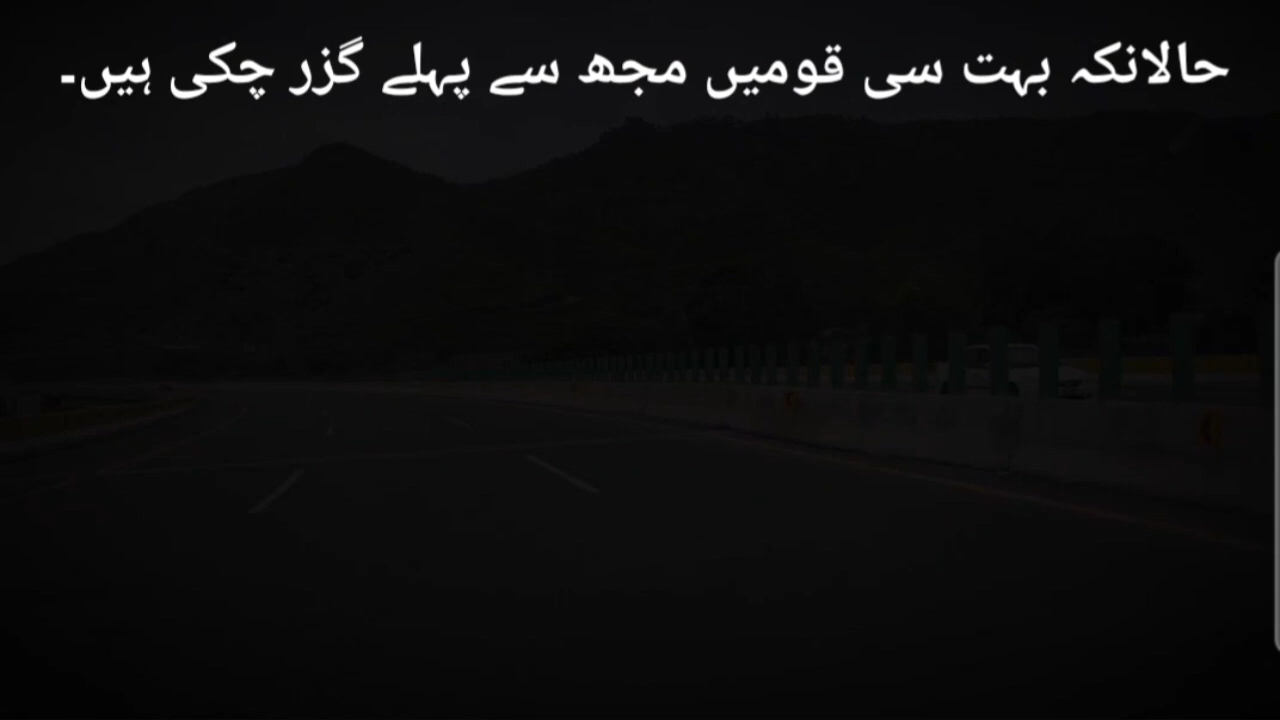 حالانکہ بہت سی قومیں مجھ سے پہلے گزر چکی ہیں۔